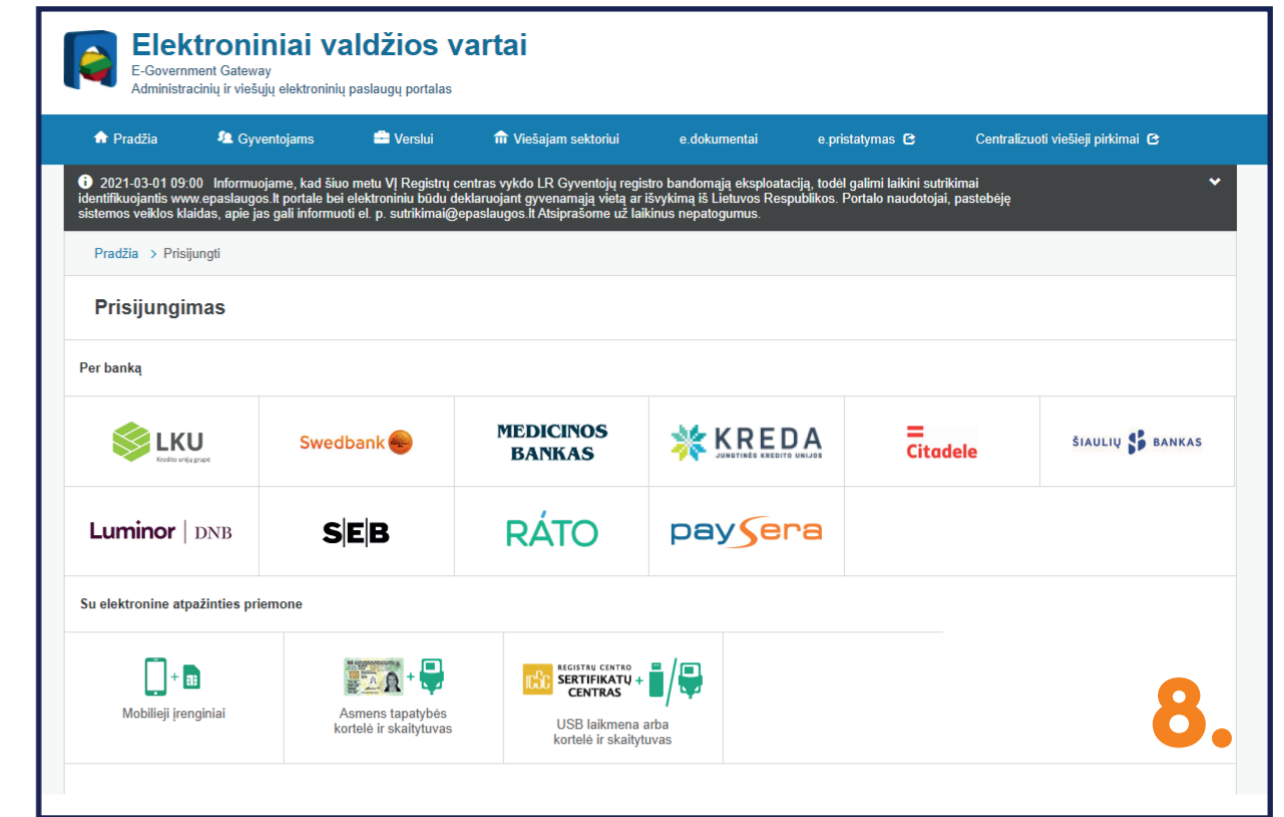 Elektroniniai valdžios vartai
E-Government Gateway
Administracinių ir viešųjų elektroninių paslaugų portalas
Pradžia Gyventojams Verslui Viešajam sektoriui e.dokumentai e.pristatymas Centralizuoti viešieji pirkimai
2021-03-01 09:00 Informuojame, kad šiuo metu VĮ Registrų centras vykdo LR Gyventojų registro bandomąją eksploataciją, todėl galimi laikini sutrikimai
identifikuojantis www.epaslaugos.lt portale bei elektroniniu būdu deklaruojant gyvenamąją vietą ar išvykimą iš Lietuvos Respublikos. Portalo naudotojai, pastebėję
sistemos veiklos klaidas, apie jas gali informuoti el. p. sutrikimai@epaslaugos.lt Atsiprašome už laikinus nepatogumus.
Pradžia > Prisijungti
Prisijungimas
Per banką
LKU
Kredito unijų grupė
Swedbank
MEDICINOS
BANKAS
KREDA
JUNGTINĖS KREDITO UNIJOS
Citadele
ŠIAULIŲ BANKAS
Luminor | DNB
S|E|B
RÁTO
paysera
Su elektronine atpažinties priemone
Mobilieji įrenginiai
Asmens tapatybės
kortelė ir skaitytuvas
REGISTRŲ CENTRO
SERTIFIKATŲ
CENTRAS
USB laikmena arba
kortelė ir skaitytuvas
8.